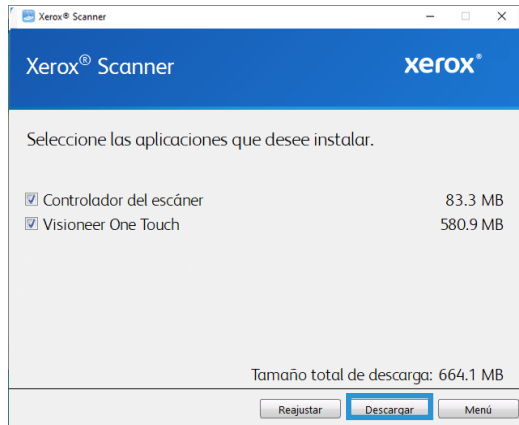 Xerox® Scanner
Xerox® Scanner
xerox®
Seleccione las aplicaciones que desee instalar.
Controlador del escáner 83.3 MB
Visioneer One Touch 580.9 MB
Tamaño total de descarga: 664.1 MB
Reajustar Descargar Menú